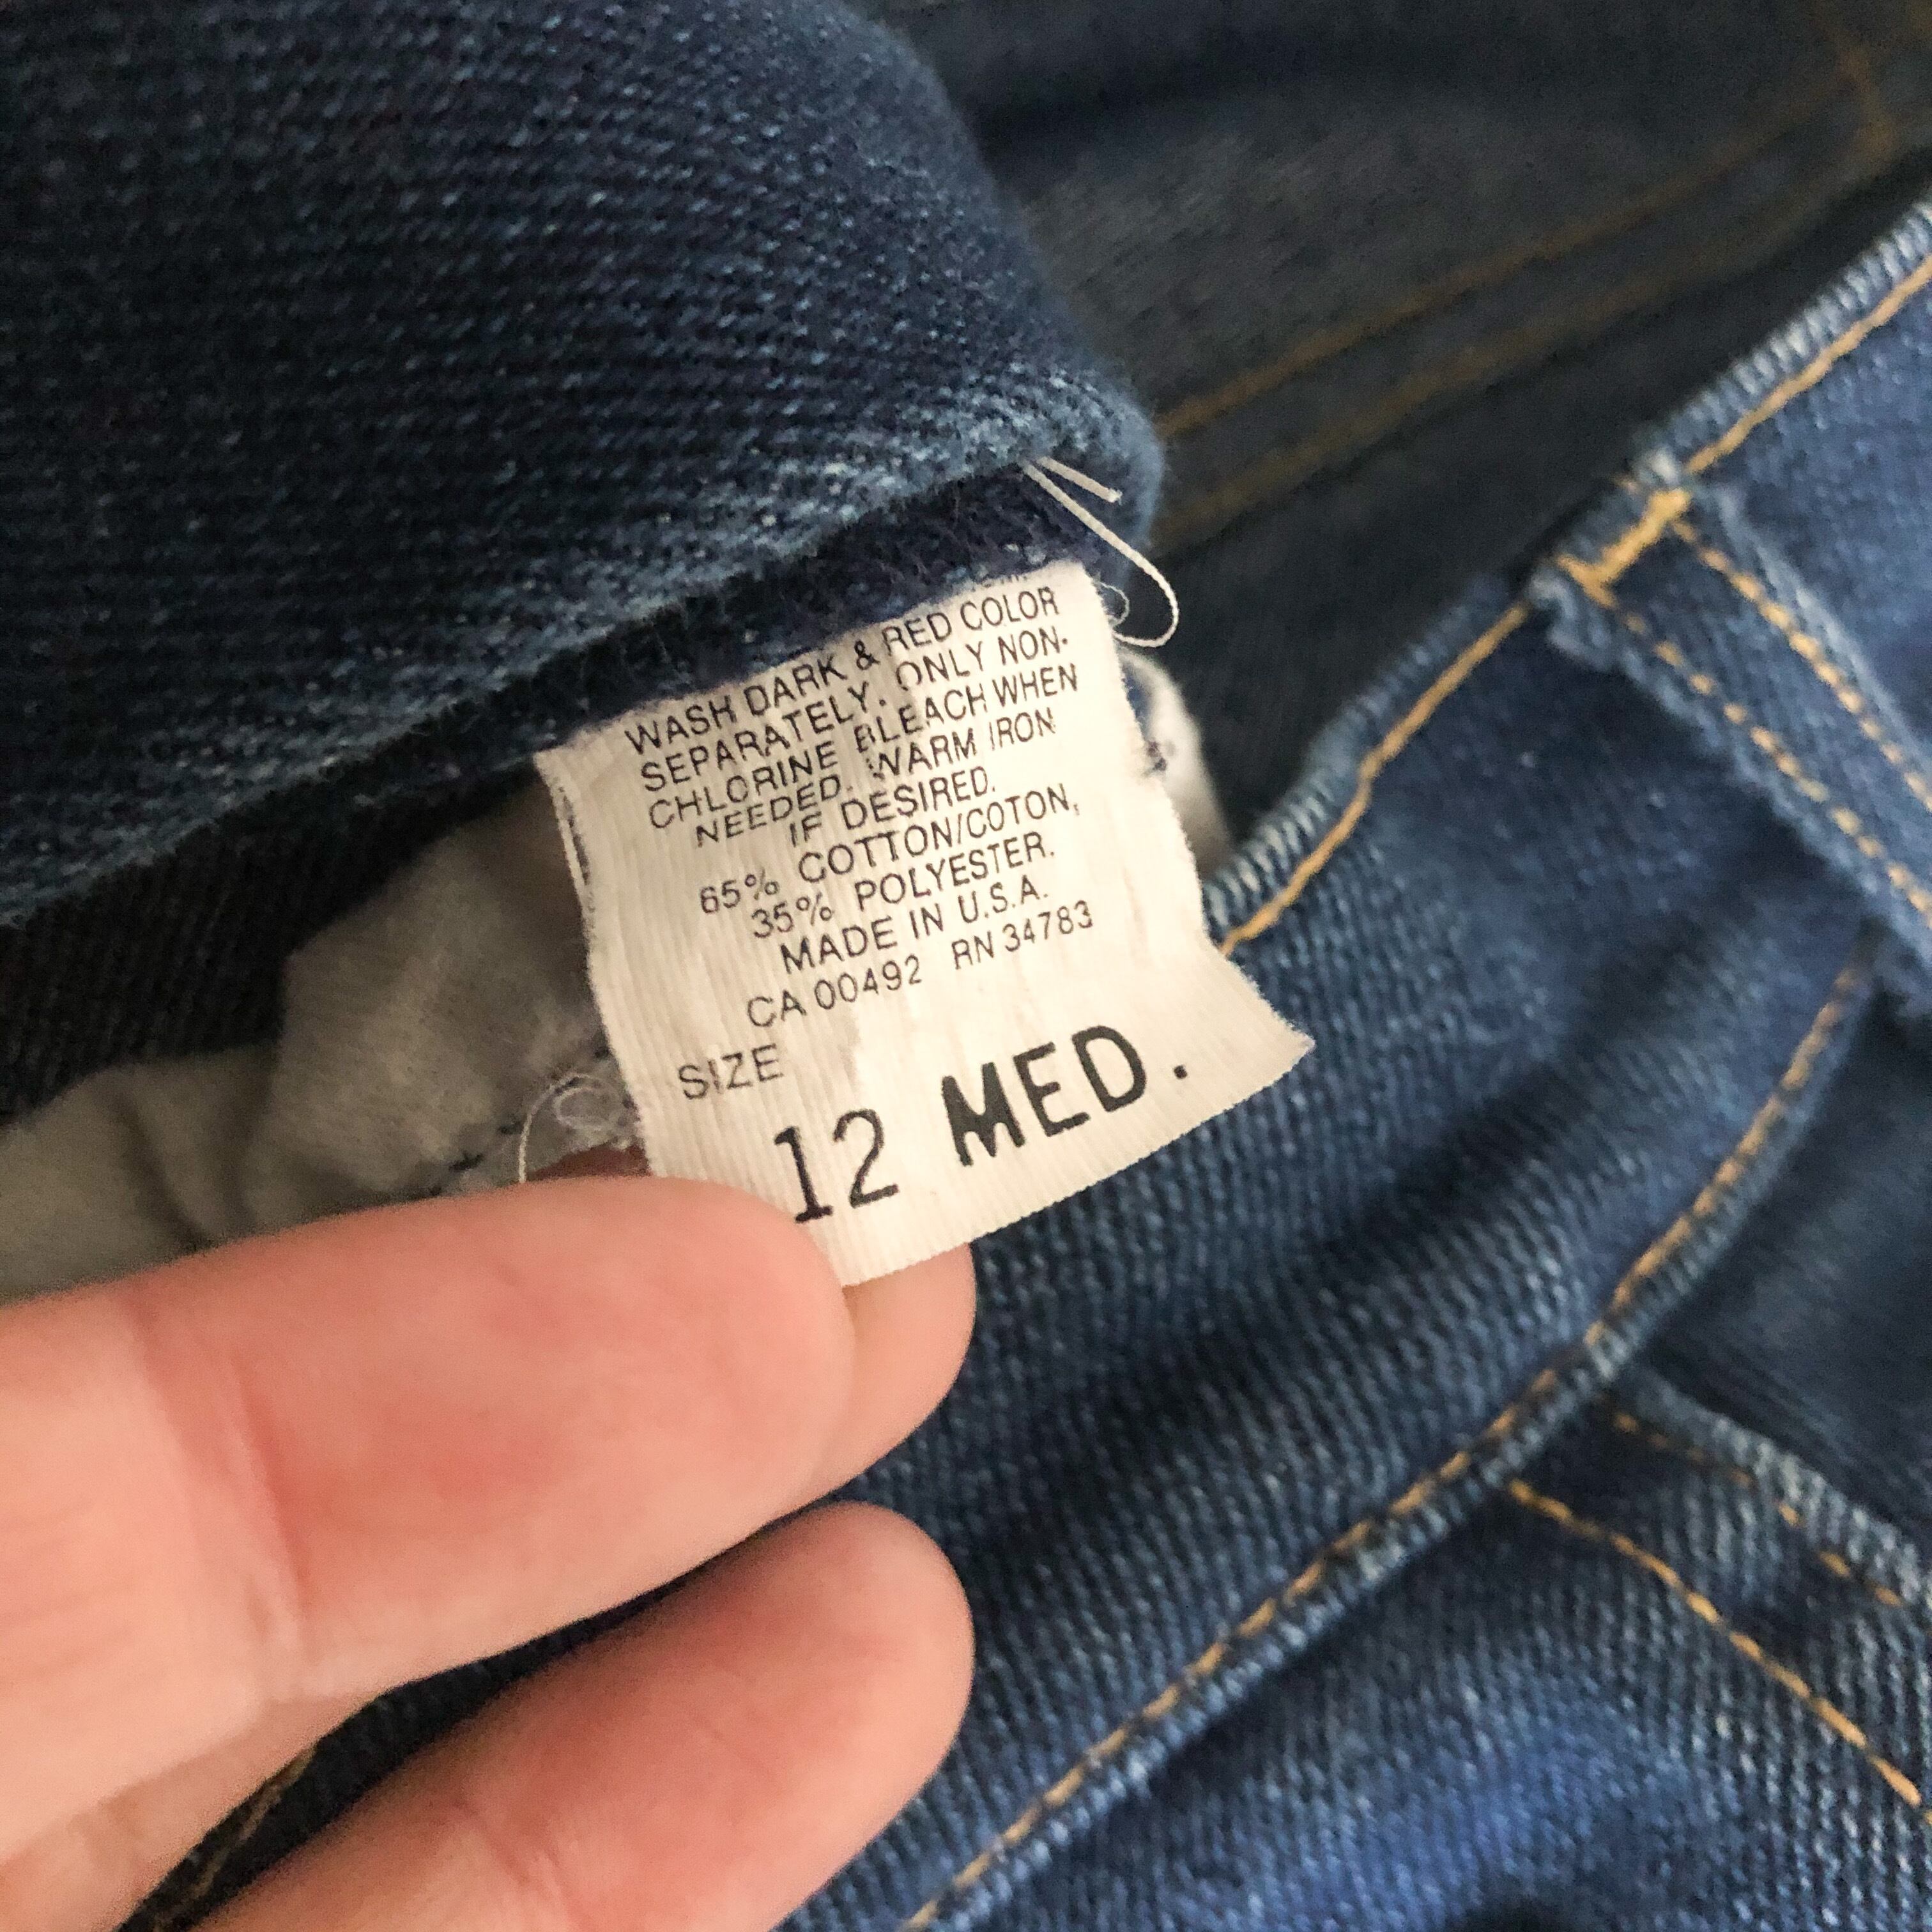 WASH DARK & RED COLOR
SEPARATELY. ONLY NON-
CHLORINE BLEACH WHEN
NEEDED. WARM IRON
IF DESIRED.
65% COTTON/COTON,
35% POLYESTER.
MADE IN U.S.A.
CA 00492 RN 34783
SIZE
12 MED.